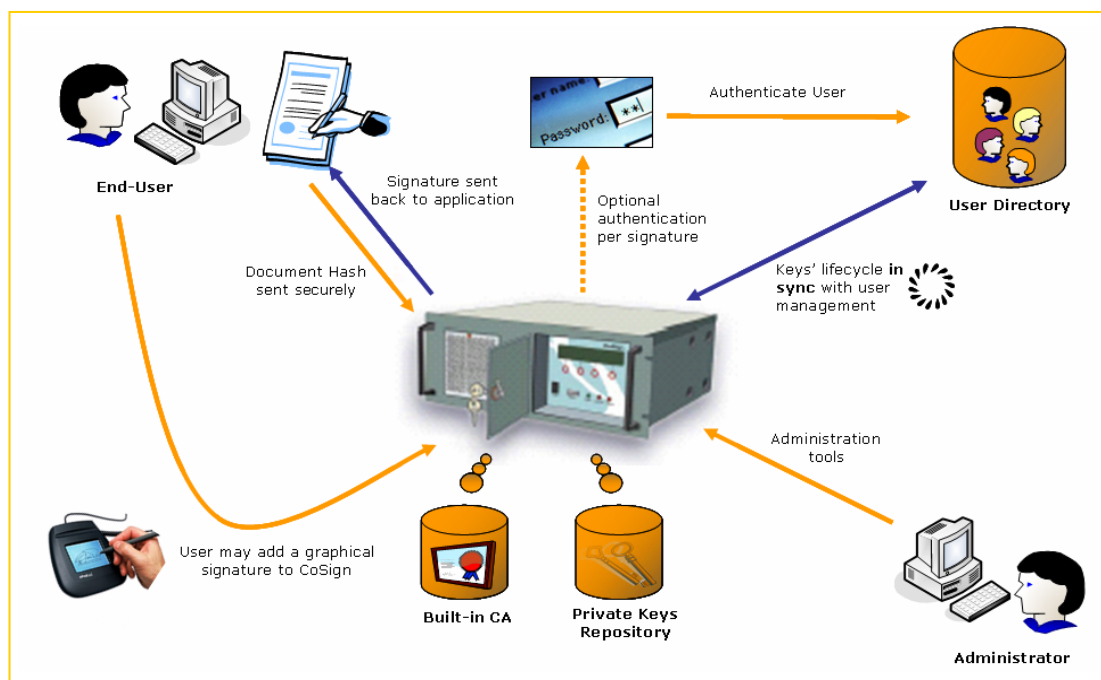 er name
Password: **
Authenticate User
End-User
Signature sent
back to application
Optional
authentication
per signature
User Directory
Document Hash
sent securely
Keys' lifecycle in
sync with user
management
Administration
tools
User may add a graphical
signature to CoSign
Built-in CA
Private Keys
Repository
Administrator